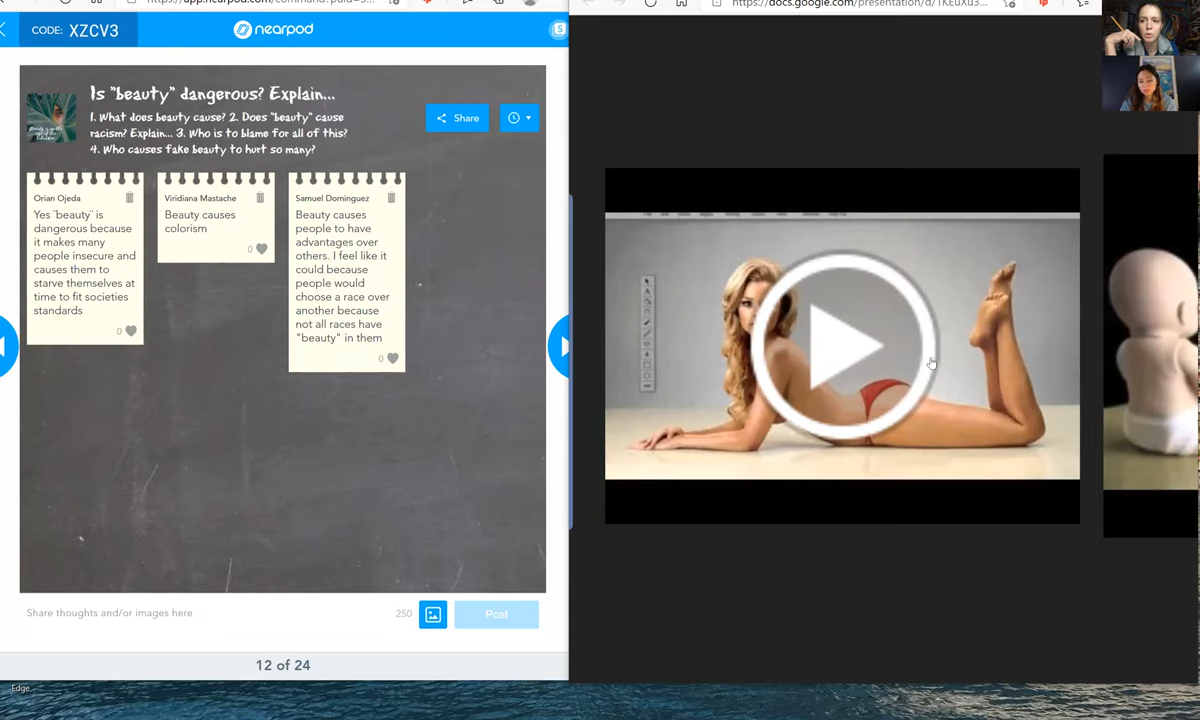 https://app.nearpod.com/command?
https://docs.google.com/presentation/d/1KEuXu3...
CODE: XZCV3
nearpod
S
Is "beauty" dangerous? Explain...
1. What does beauty cause? 2. Does "beauty" cause
racism? Explain... 3. Who is to blame for all of this?
4. Who causes fake beauty to hurt so many?
Share
Orian Ojeda
Yes ¨beauty¨ is
dangerous because
it makes many
people insecure and
causes them to
starve themselves at
time to fit societies
standards
0
Viridiana Mastache
Beauty causes
colorism
0
Samuel Dominguez
Beauty causes
people to have
advantages over
others. I feel like it
could because
people would
choose a race over
another because
not all races have
"beauty" in them
0
Share thoughts and/or images here
250
Post
12 of 24
Edge